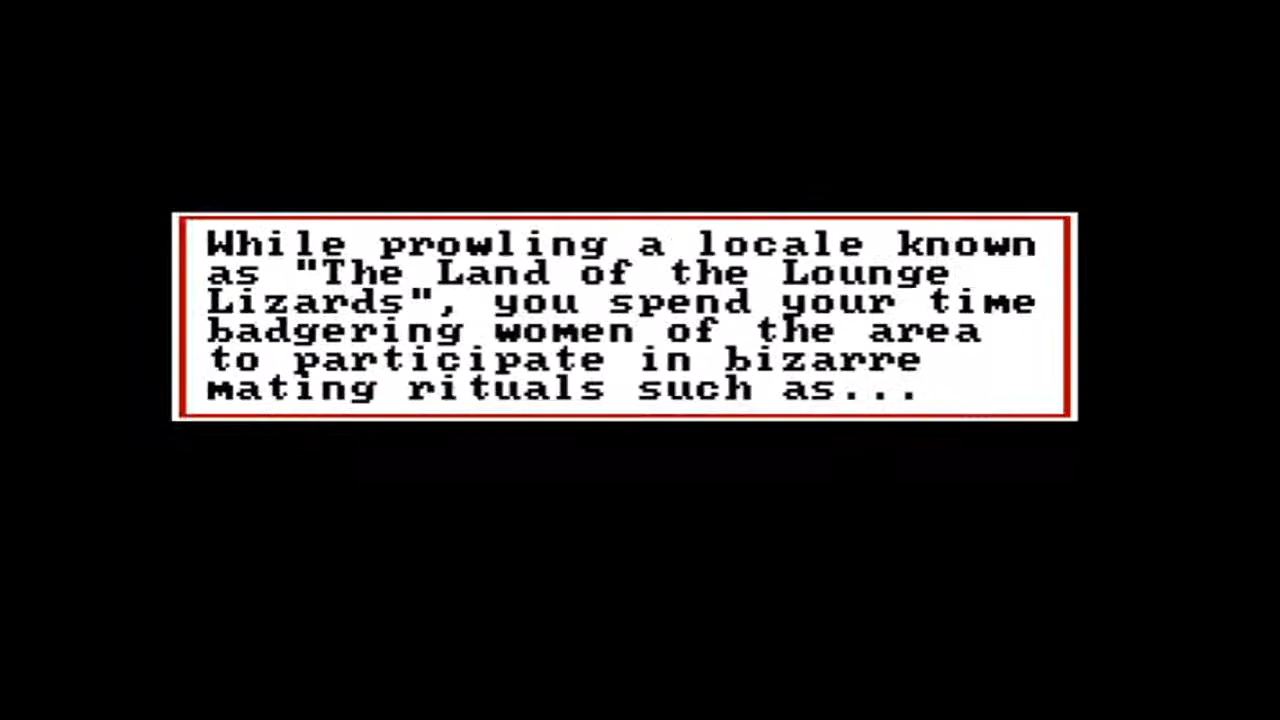 While prowling a locale known
as "The Land of the Lounge
Lizards", you spend your time
badgering women of the area
to participate in bizarre
mating rituals such as...